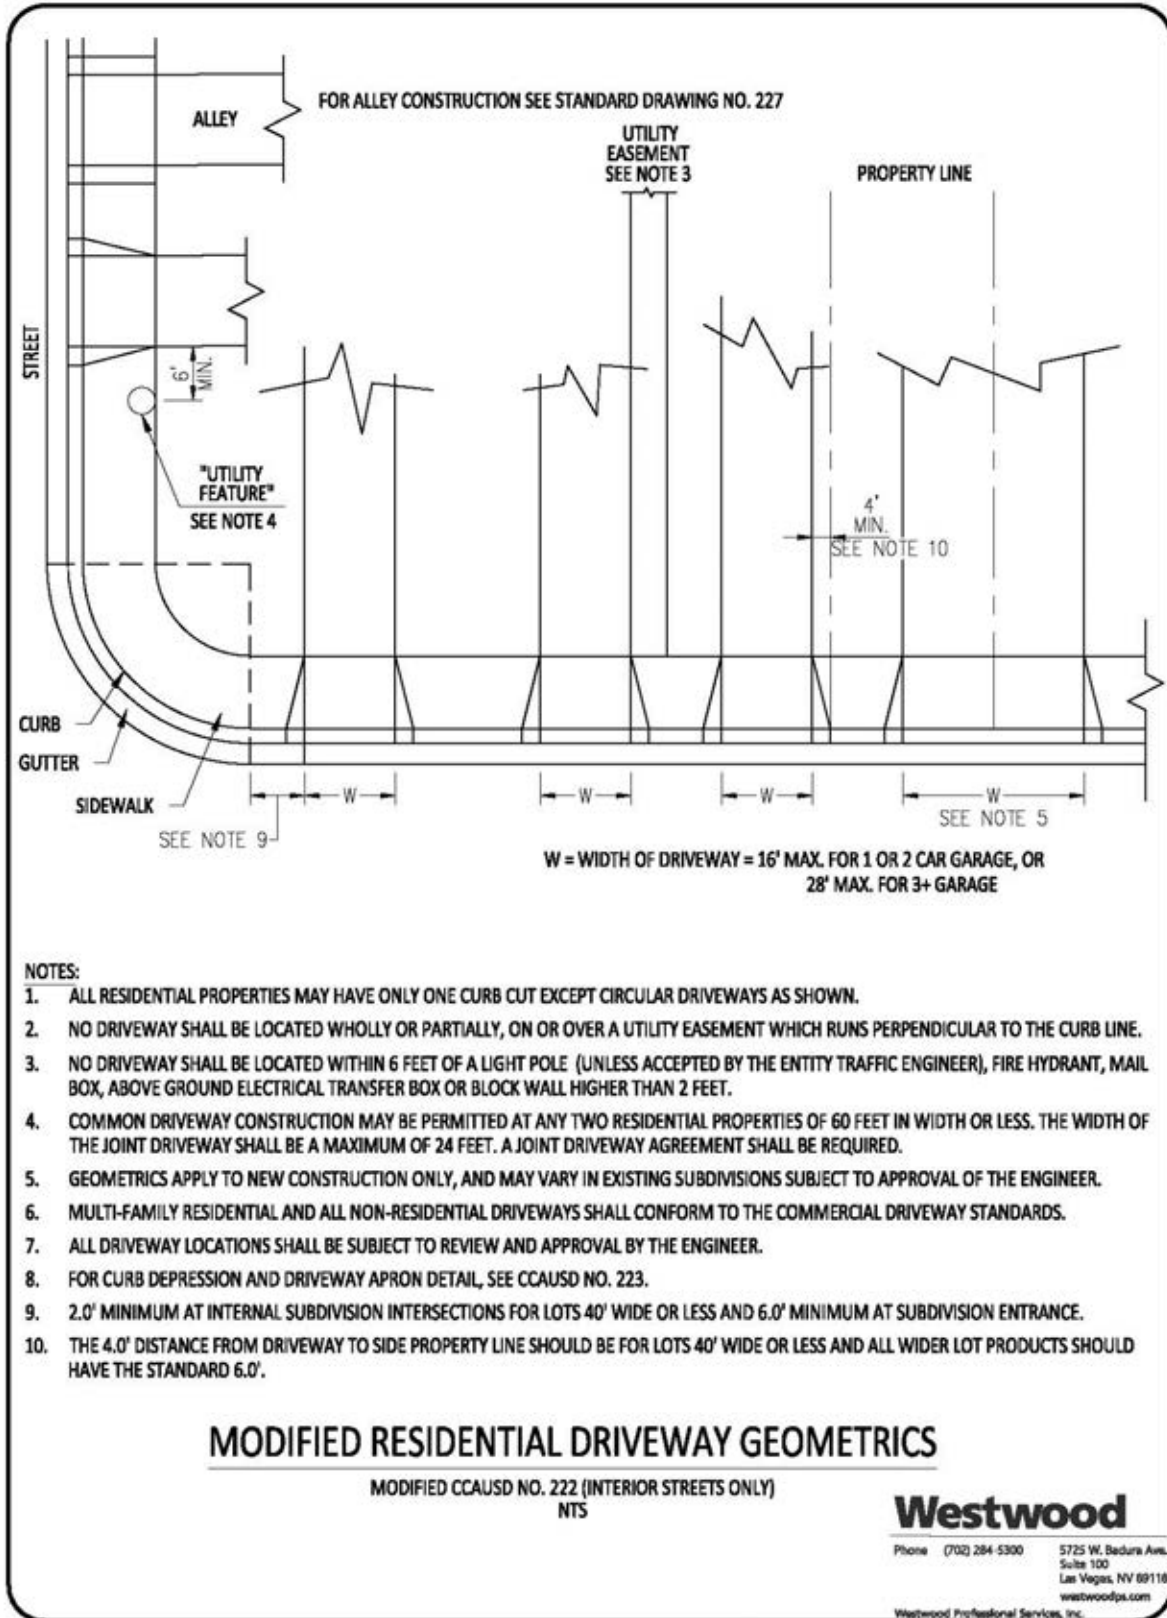 FOR ALLEY CONSTRUCTION SEE STANDARD DRAWING NO. 227
ALLEY
UTILITY
EASEMENT
SEE NOTE 3
PROPERTY LINE
STREET
6'
MIN.
"UTILITY
FEATURE"
SEE NOTE 4
4'
MIN.
SEE NOTE 10
CURB
GUTTER
SIDEWALK
W
W
W
W
SEE NOTE 9
SEE NOTE 5
W = WIDTH OF DRIVEWAY = 16' MAX. FOR 1 OR 2 CAR GARAGE, OR
28' MAX. FOR 3+ GARAGE
NOTES:
1. ALL RESIDENTIAL PROPERTIES MAY HAVE ONLY ONE CURB CUT EXCEPT CIRCULAR DRIVEWAYS AS SHOWN.
2. NO DRIVEWAY SHALL BE LOCATED WHOLLY OR PARTIALLY, ON OR OVER A UTILITY EASEMENT WHICH RUNS PERPENDICULAR TO THE CURB LINE.
3. NO DRIVEWAY SHALL BE LOCATED WITHIN 6 FEET OF A LIGHT POLE (UNLESS ACCEPTED BY THE ENTITY TRAFFIC ENGINEER), FIRE HYDRANT, MAIL
BOX, ABOVE GROUND ELECTRICAL TRANSFER BOX OR BLOCK WALL HIGHER THAN 2 FEET.
4. COMMON DRIVEWAY CONSTRUCTION MAY BE PERMITTED AT ANY TWO RESIDENTIAL PROPERTIES OF 60 FEET IN WIDTH OR LESS. THE WIDTH OF
THE JOINT DRIVEWAY SHALL BE A MAXIMUM OF 24 FEET. A JOINT DRIVEWAY AGREEMENT SHALL BE REQUIRED.
5. GEOMETRICS APPLY TO NEW CONSTRUCTION ONLY, AND MAY VARY IN EXISTING SUBDIVISIONS SUBJECT TO APPROVAL OF THE ENGINEER.
6. MULTI-FAMILY RESIDENTIAL AND ALL NON-RESIDENTIAL DRIVEWAYS SHALL CONFORM TO THE COMMERCIAL DRIVEWAY STANDARDS.
7. ALL DRIVEWAY LOCATIONS SHALL BE SUBJECT TO REVIEW AND APPROVAL BY THE ENGINEER.
8. FOR CURB DEPRESSION AND DRIVEWAY APRON DETAIL, SEE CCAUSD NO. 223.
9. 2.0' MINIMUM AT INTERNAL SUBDIVISION INTERSECTIONS FOR LOTS 40' WIDE OR LESS AND 6.0' MINIMUM AT SUBDIVISION ENTRANCE.
10. THE 4.0' DISTANCE FROM DRIVEWAY TO SIDE PROPERTY LINE SHOULD BE FOR LOTS 40' WIDE OR LESS AND ALL WIDER LOT PRODUCTS SHOULD
HAVE THE STANDARD 6.0'.
MODIFIED RESIDENTIAL DRIVEWAY GEOMETRICS
MODIFIED CCAUSD NO. 222 (INTERIOR STREETS ONLY)
NTS
Westwood
Phone (702) 284-5300 5725 W. Badura Ave.
Suite 100
Las Vegas, NV 89118
westwoodps.com
Westwood Professional Services, Inc.